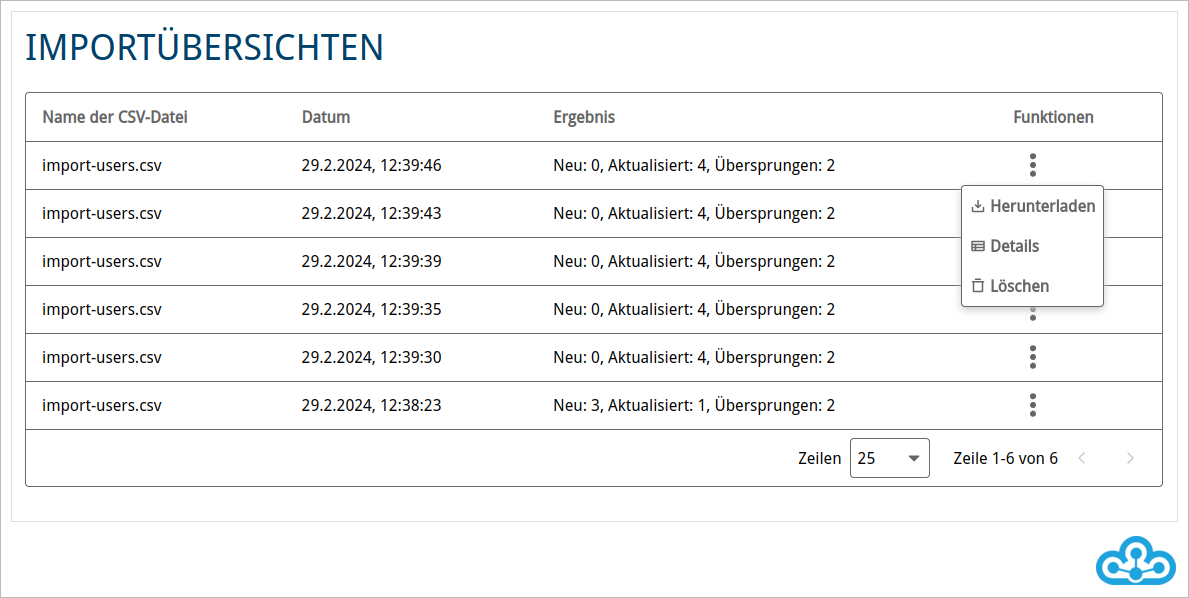 IMPORTÜBERSICHTEN
Name der CSV-Datei Datum Ergebnis Funktionen
import-users.csv 29.2.2024, 12:39:46 Neu: 0, Aktualisiert: 4, Übersprungen: 2
import-users.csv 29.2.2024, 12:39:43 Neu: 0, Aktualisiert: 4, Übersprungen: 2
import-users.csv 29.2.2024, 12:39:39 Neu: 0, Aktualisiert: 4, Übersprungen: 2
import-users.csv 29.2.2024, 12:39:35 Neu: 0, Aktualisiert: 4, Übersprungen: 2
import-users.csv 29.2.2024, 12:39:30 Neu: 0, Aktualisiert: 4, Übersprungen: 2
import-users.csv 29.2.2024, 12:38:23 Neu: 3, Aktualisiert: 1, Übersprungen: 2
Herunterladen
Details
Löschen
Zeilen 25 Zeile 1-6 von 6